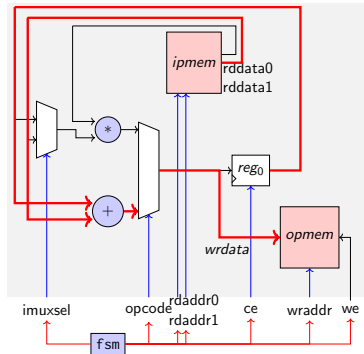 ipmem
rddata0
rddata1
*
reg0
+
opmem
wrdata
imuxsel
opcode
rdaddr0
rdaddr1
ce
wraddr
we
fsm